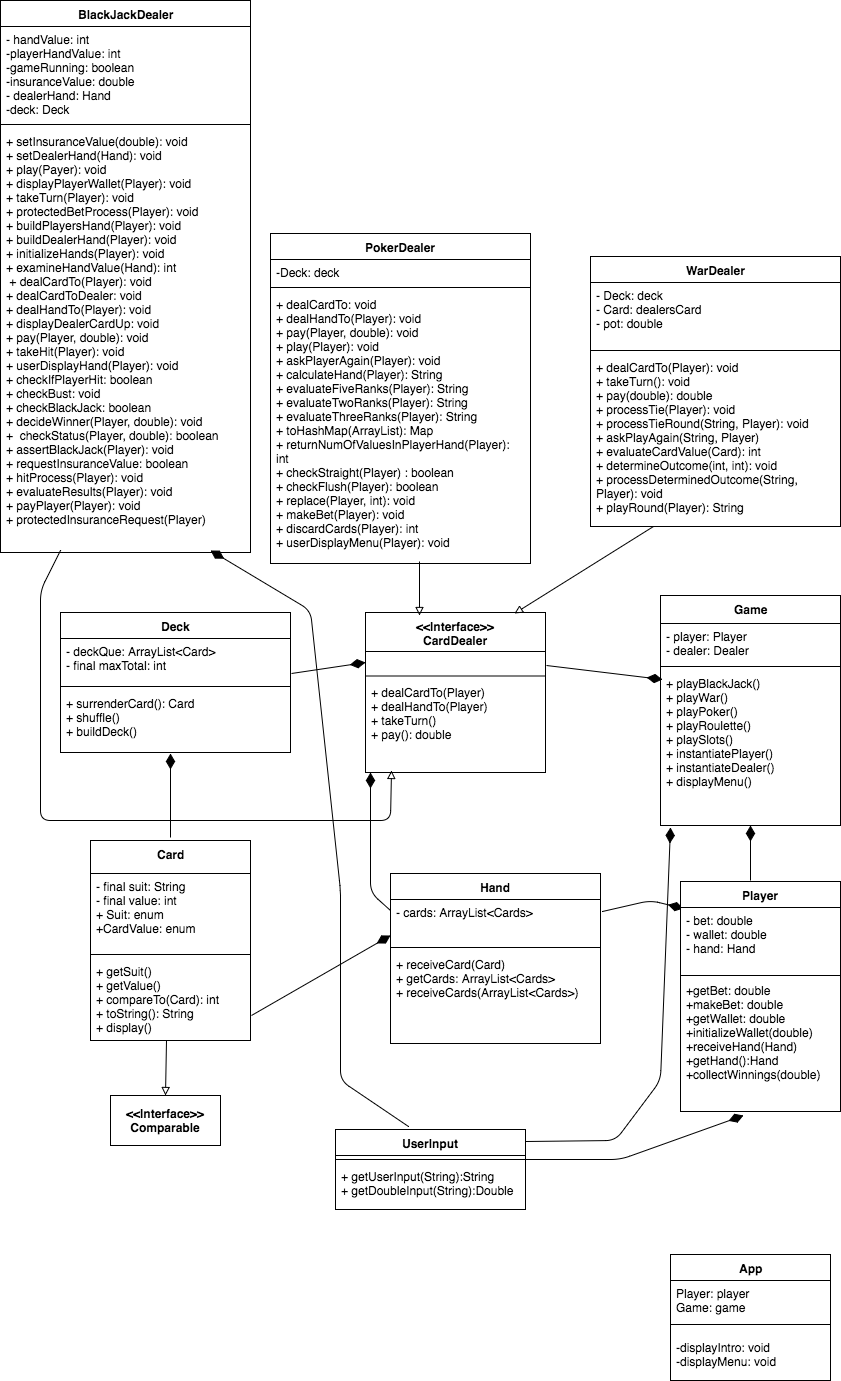 BlackJackDealer
- handValue: int
-playerHandValue: int
-gameRunning: boolean
-insuranceValue: double
- dealerHand: Hand
-deck: Deck
+ setInsuranceValue(double): void
+ setDealerHand(Hand): void
+ play(Payer): void
+ displayPlayerWallet(Player): void
+ takeTurn(Player): void
+ protectedBetProcess(Player): void
+ buildPlayersHand(Player): void
+ buildDealerHand(Player): void
+ initializeHands(Player): void
+ examineHandValue(Hand): int
+ dealCardTo(Player): void
+ dealCardToDealer: void
+ dealHandTo(Player): void
+ displayDealerCardUp: void
+ pay(Player, double): void
+ takeHit(Player): void
+ userDisplayHand(Player): void
+ checkIfPlayerHit: boolean
+ checkBust: void
+ checkBlackJack: boolean
+ decideWinner(Player, double): void
+  checkStatus(Player, double): boolean
+ assertBlackJack(Player): void
+ requestInsuranceValue: boolean
+ hitProcess(Player): void
+ evaluateResults(Player): void
+ payPlayer(Player): void
+ protectedInsuranceRequest(Player)
PokerDealer
-Deck: deck
+ dealCardTo: void
+ dealHandTo(Player): void
+ pay(Player, double): void
+ play(Player): void
+ askPlayerAgain(Player): void
+ calculateHand(Player): String
+ evaluateFiveRanks(Player): String
+ evaluateTwoRanks(Player): String
+ evaluateThreeRanks(Player): String
+ toHashMap(ArrayList): Map
+ returnNumOfValuesInPlayerHand(Player):
int
+ checkStraight(Player) : boolean
+ checkFlush(Player): boolean
+ replace(Player, int): void
+ makeBet(Player): void
+ discardCards(Player): int
+ userDisplayMenu(Player): void
WarDealer
- Deck: deck
- Card: dealersCard
- pot: double
+ dealCardTo(Player): void
+ takeTurn(): void
+ pay(double): double
+ processTie(Player): void
+ processTieRound(String, Player): void
+ askPlayAgain(String, Player)
+ evaluateCardValue(Card): int
+ determineOutcome(int, int): void
+ processDeterminedOutcome(String,
Player): void
+ playRound(Player): String
Deck
- deckQue: ArrayList<Card>
- final maxTotal: int
+ surrenderCard(): Card
+ shuffle()
+ buildDeck()
<<Interface>>
CardDealer
+ dealCardTo(Player)
+ dealHandTo(Player)
+ takeTurn()
+ pay(): double
Game
- player: Player
- dealer: Dealer
+ playBlackJack()
+ playWar()
+ playPoker()
+ playRoulette()
+ playSlots()
+ instantiatePlayer()
+ instantiateDealer()
+ displayMenu()
Card
- final suit: String
- final value: int
+ Suit: enum
+CardValue: enum
+ getSuit()
+ getValue()
+ compareTo(Card): int
+ toString(): String
+ display()
Hand
- cards: ArrayList<Cards>
+ receiveCard(Card)
+ getCards: ArrayList<Cards>
+ receiveCards(ArrayList<Cards>)
Player
- bet: double
- wallet: double
- hand: Hand
+getBet: double
+makeBet: double
+getWallet: double
+initializeWallet(double)
+receiveHand(Hand)
+getHand():Hand
+collectWinnings(double)
<<Interface>>
Comparable
UserInput
+ getUserInput(String):String
+ getDoubleInput(String):Double
App
Player: player
Game: game
-displayIntro: void
-displayMenu: void